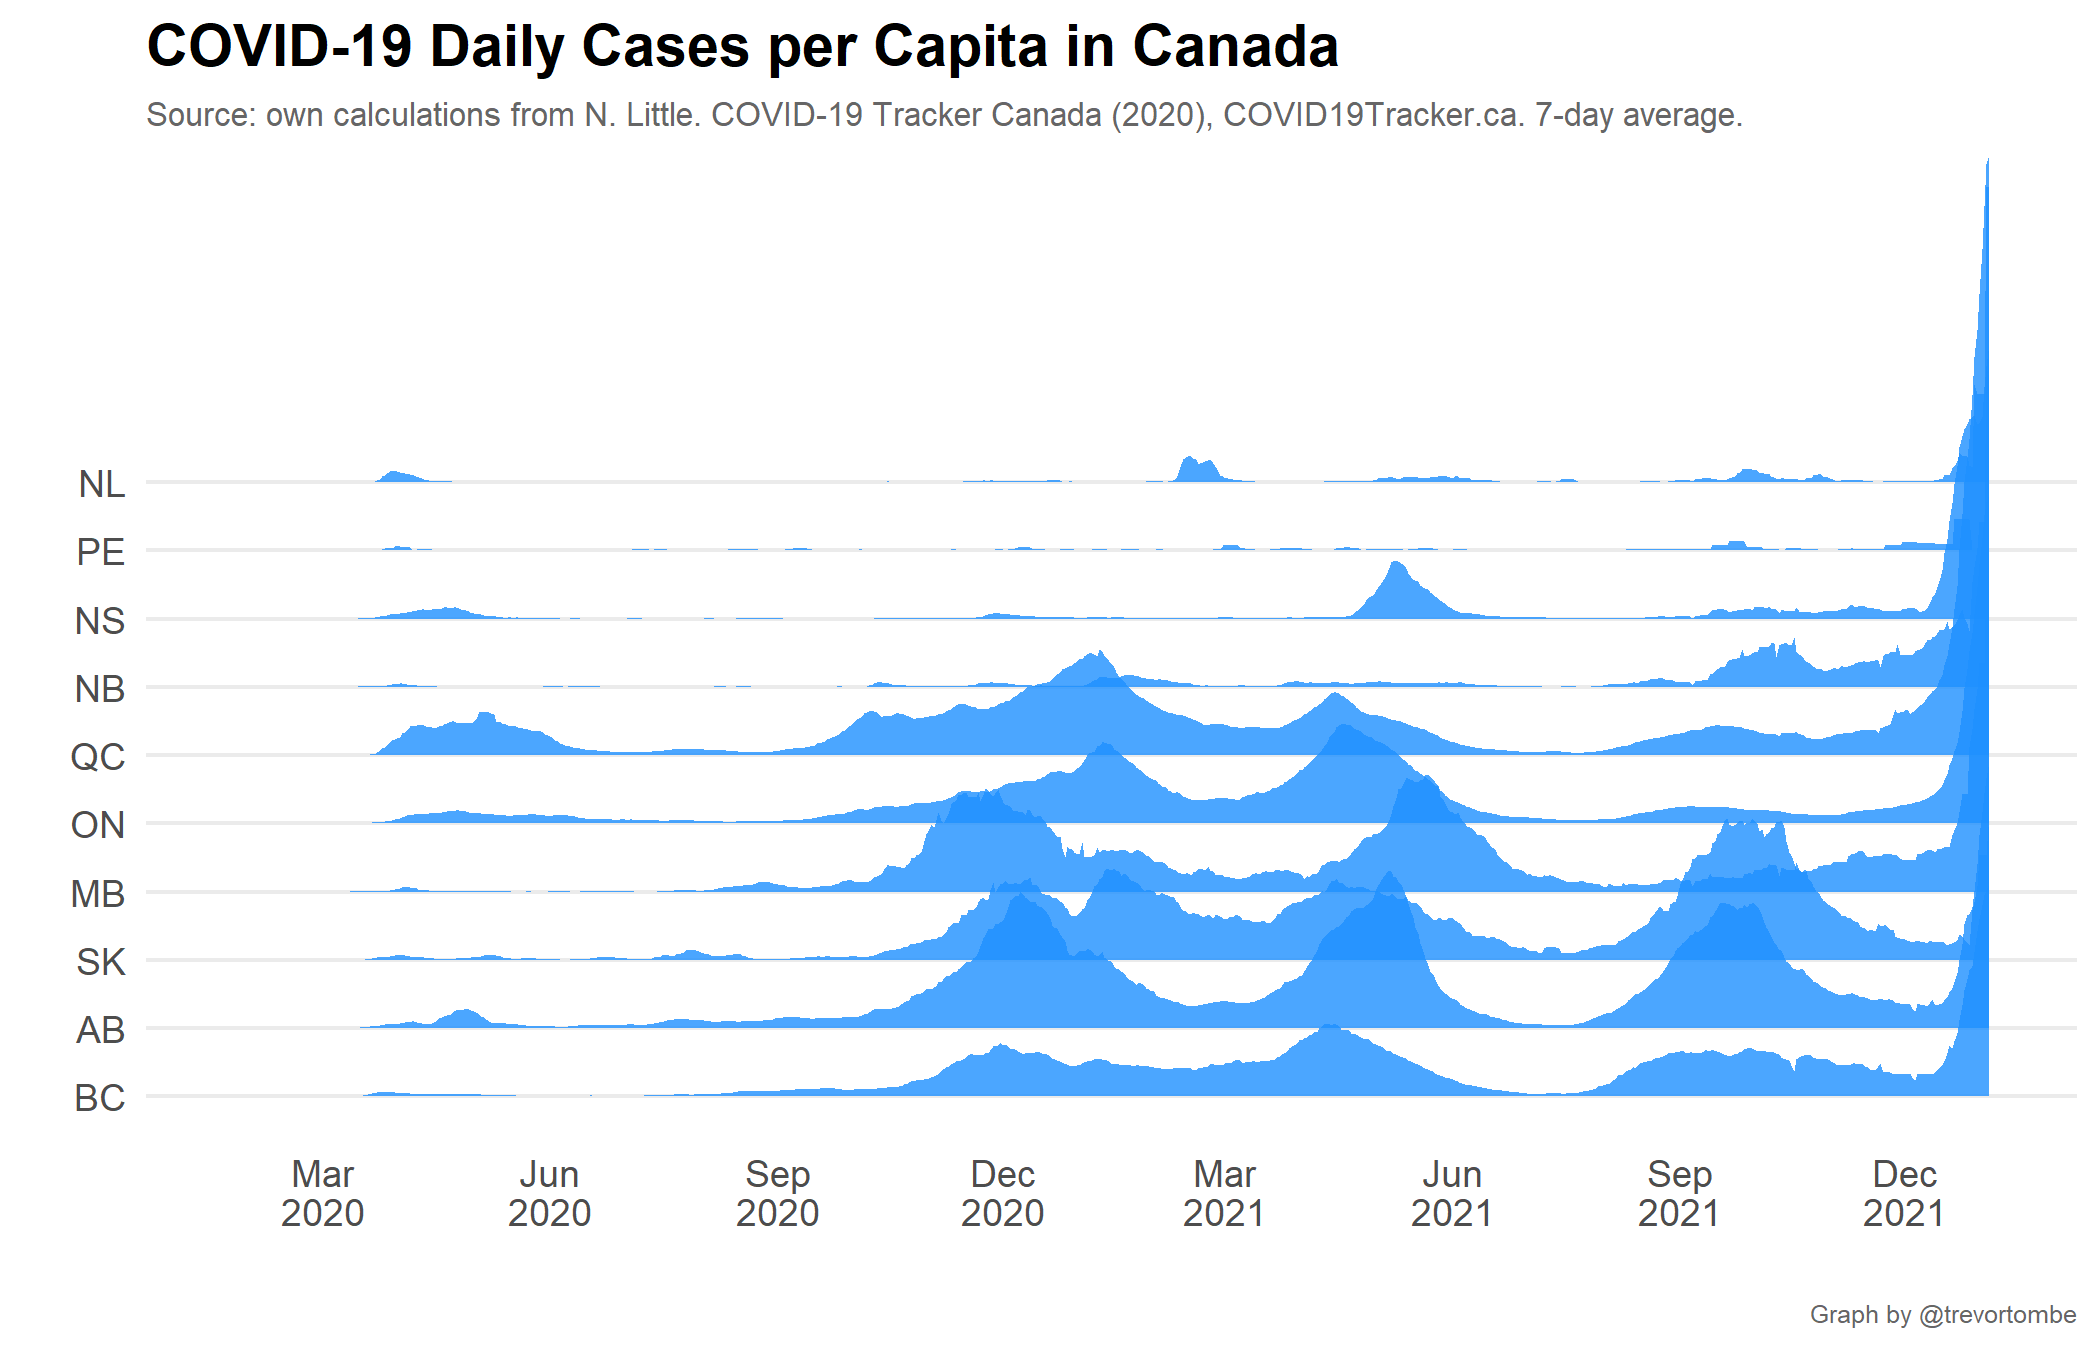 COVID-19 Daily Cases per Capita in Canada
Source: own calculations from N. Little. COVID-19 Tracker Canada (2020), COVID19Tracker.ca. 7-day average.
NL
PE
NS
NB
QC
ON
MB
SK
AB
BC
Mar Jun Sep Dec Mar Jun Sep Dec
2020 2020 2020 2020 2021 2021 2021 2021
Graph by @trevortombe